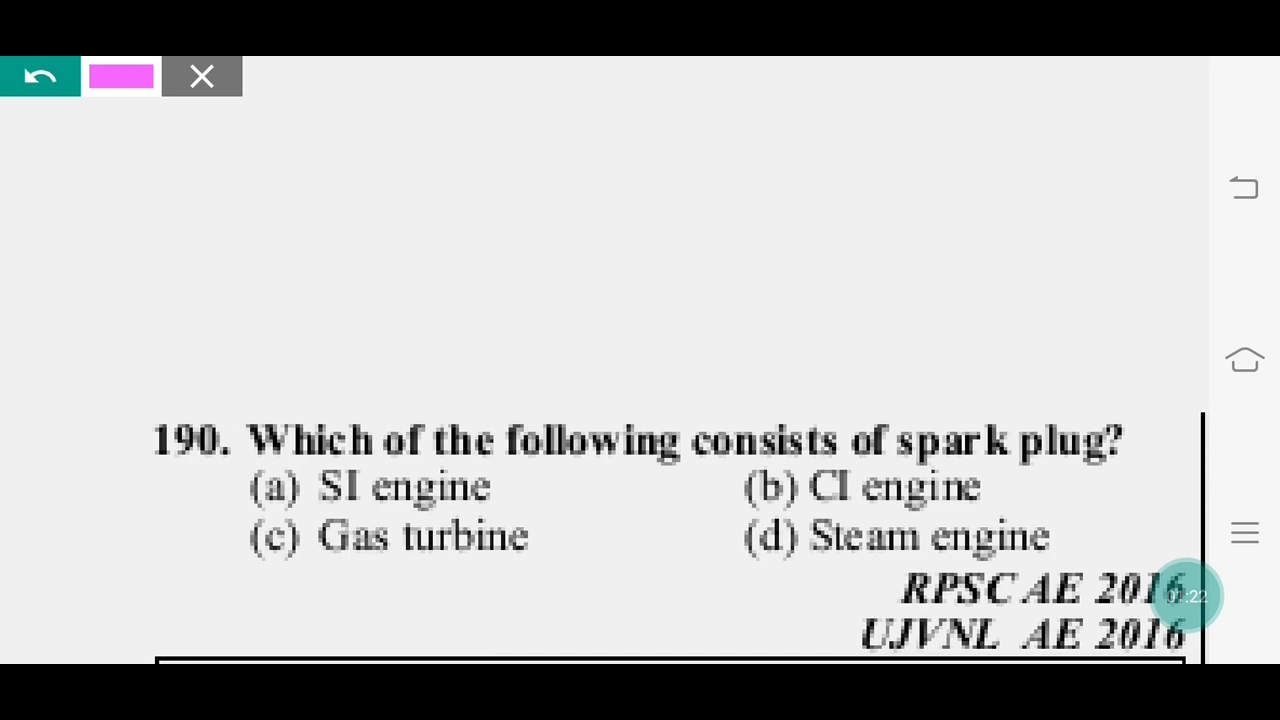 190. Which of the following consists of spark plug?
(a) SI engine (b) CI engine
(c) Gas turbine (d) Steam engine
RPSC AE 2016
UJVNL AE 2016